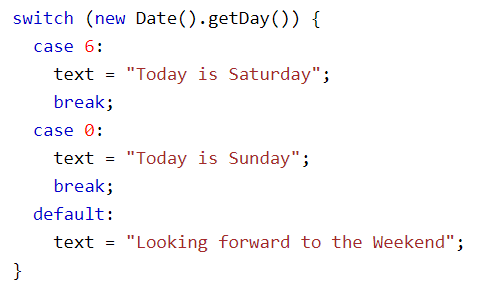 switch (new Date().getDay()) {
  case 6:
    text = "Today is Saturday";
    break;
  case 0:
    text = "Today is Sunday";
    break;
  default:
    text = "Looking forward to the Weekend";
}